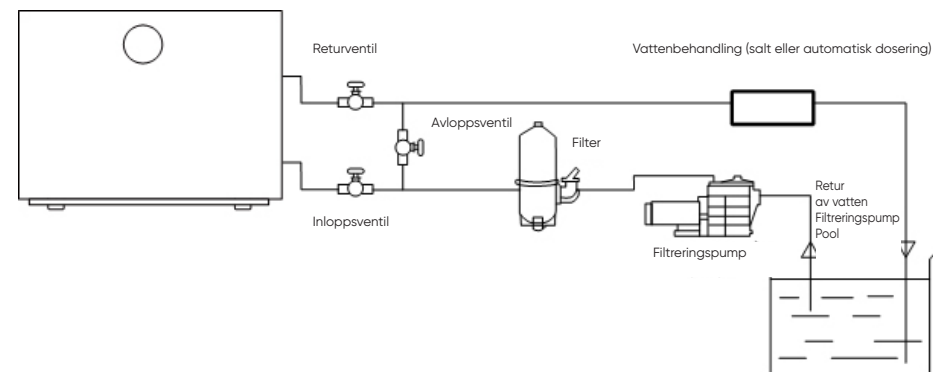 Returventil
Vattenbehandling (salt eller automatisk dosering)
Avloppsventil
Filter
Inloppsventil
Filtreringspump
Retur
av vatten
Filtreringspump
Pool